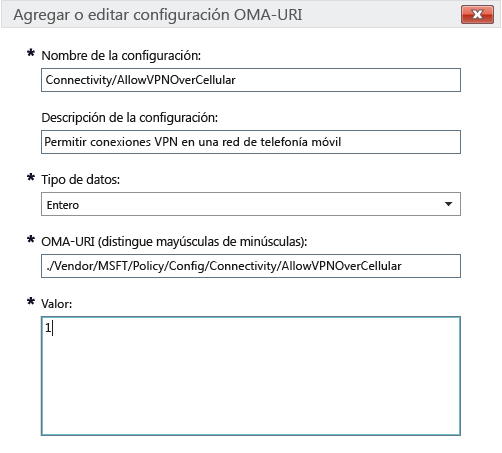 Agregar o editar configuración OMA-URI
* Nombre de la configuración:
Connectivity/AllowVPNOverCellular
Descripción de la configuración:
Permitir conexiones VPN en una red de telefonía móvil
* Tipo de datos:
Entero
* OMA-URI (distingue mayúsculas de minúsculas):
./Vendor/MSFT/Policy/Config/Connectivity/AllowVPNOverCellular
* Valor:
1